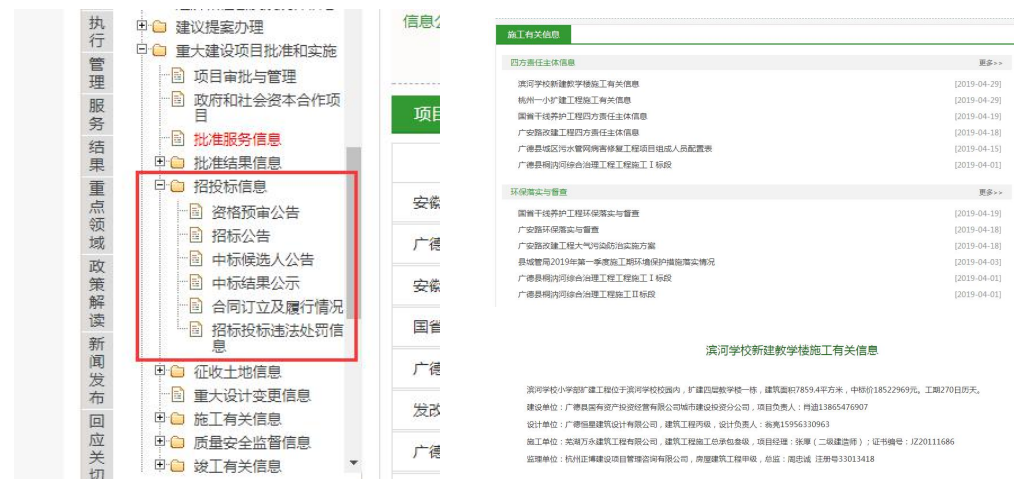 执
行
管
理
服
务
结
果
重
点
领
域
政
策
解
读
新
闻
发
布
回
应
关
切
建议提案办理
重大建设项目批准和实施
项目审批与管理
政府和社会资本合作项
目
批准服务信息
批准结果信息
招投标信息
资格预审公告
招标公告
中标候选人公告
中标结果公示
合同订立及履行情况
招标投标违法处罚信
息
征收土地信息
重大设计变更信息
施工有关信息
质量安全监督信息
竣工有关信息
信息公
项目
安徽
广德
安徽
国省
广德
发改
广德
施工有关信息
四方责任主体信息 更多>>
滨河学校新建教学楼施工有关信息 [2019-04-29]
杭州一小扩建工程施工有关信息 [2019-04-29]
国省干线养护工程四方责任主体信息 [2019-04-19]
广安路改建工程四方责任主体信息 [2019-04-18]
广德县城区污水管网病害修复工程项目组成人员配置表 [2019-04-15]
广德县桐汭河综合治理工程工程施工Ⅰ标段 [2019-04-01]
环保落实与督查 更多>>
国省干线养护工程环保落实与督查 [2019-04-19]
广安路环保落实与督查 [2019-04-18]
广安路改建工程大气污染防治实施方案 [2019-04-18]
县城管局2019年第一季度施工期环境保护措施落实情况 [2019-04-03]
广德县桐汭河综合治理工程工程施工Ⅰ标段 [2019-04-01]
广德县桐汭河综合治理工程施工Ⅱ标段 [2019-04-01]
滨河学校新建教学楼施工有关信息
滨河学校小学部扩建工程位于滨河学校校园内，扩建四层教学楼一栋，建筑面积7859.4平方米，中标价18522969元。工期270日历天。
建设单位：广德县国有资产投资经营有限公司城市建设投资分公司，项目负责人：肖迪13865476907
设计单位：广德恒星建筑设计有限公司，建筑工程丙级，设计负责人：翁亮15956330963
施工单位：芜湖万永建筑工程有限公司，建筑工程施工总承包叁级，项目经理：张厚（二级建造师）；证书编号：JZ20111686
监理单位：杭州正博建设项目管理咨询有限公司，房屋建筑工程甲级，总监：周忠诚 注册号33013418